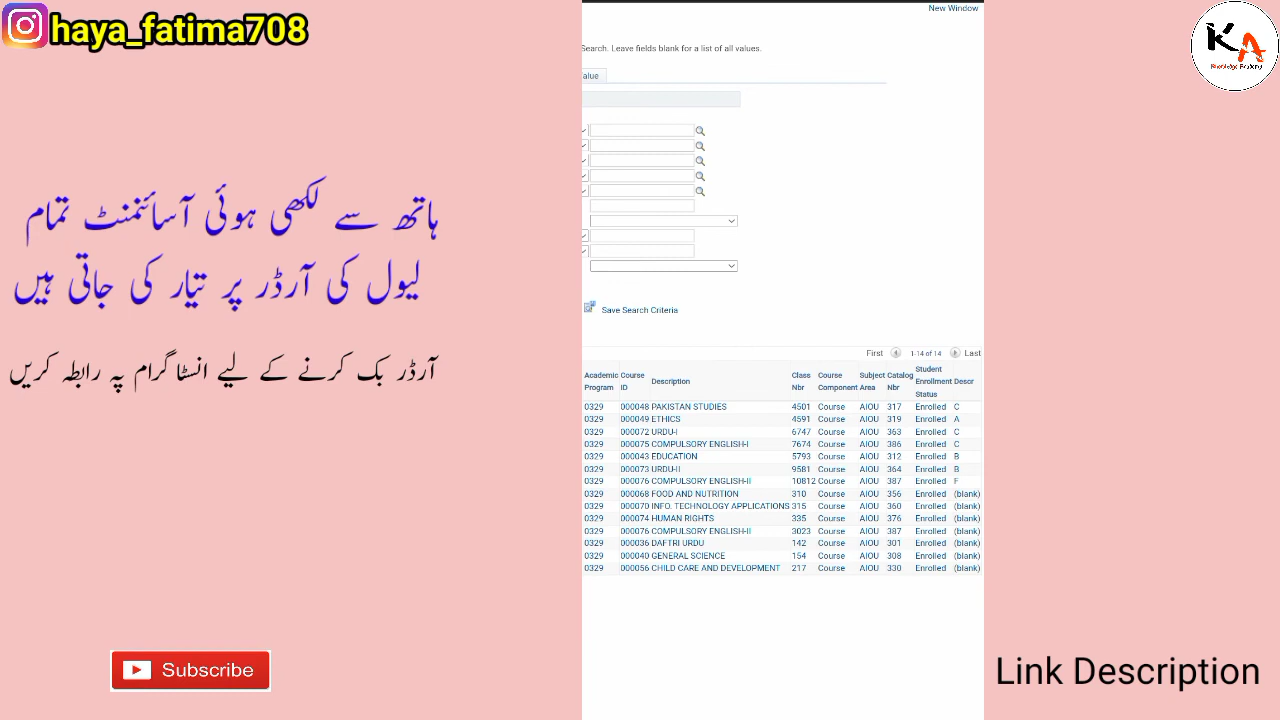 haya_fatima708
New Window
KA
Knowledge Factory
Search. Leave fields blank for a list of all values.
alue
ہاتھ سے لکھی ہوئی آسائنمنٹ تمام
لیول کی آرڈر پر تیار کی جاتی ہیں
آرڈر بک کرنے کے لیے انسٹاگرام پہ رابطہ کریں
Save Search Criteria
First 1-14 of 14 Last
Academic Program Course ID Description Class Nbr Course Component Subject Area Catalog Nbr Student Enrollment Status Descr
0329 000048 PAKISTAN STUDIES 4501 Course AIOU 317 Enrolled C
0329 000049 ETHICS 4591 Course AIOU 319 Enrolled A
0329 000072 URDU-I 6747 Course AIOU 363 Enrolled C
0329 000075 COMPULSORY ENGLISH-I 7674 Course AIOU 386 Enrolled C
0329 000043 EDUCATION 5793 Course AIOU 312 Enrolled B
0329 000073 URDU-II 9581 Course AIOU 364 Enrolled B
0329 000076 COMPULSORY ENGLISH-II 10812 Course AIOU 387 Enrolled F
0329 000068 FOOD AND NUTRITION 310 Course AIOU 356 Enrolled (blank)
0329 000070 INFO. TECHNOLOGY APPLICATIONS 315 Course AIOU 360 Enrolled (blank)
0329 000074 HUMAN RIGHTS 335 Course AIOU 376 Enrolled (blank)
0329 000076 COMPULSORY ENGLISH-II 3023 Course AIOU 387 Enrolled (blank)
0329 000036 DAFTRI URDU 142 Course AIOU 301 Enrolled (blank)
0329 000040 GENERAL SCIENCE 154 Course AIOU 308 Enrolled (blank)
0329 000056 CHILD CARE AND DEVELOPMENT 217 Course AIOU 330 Enrolled (blank)
Subscribe
Link Description